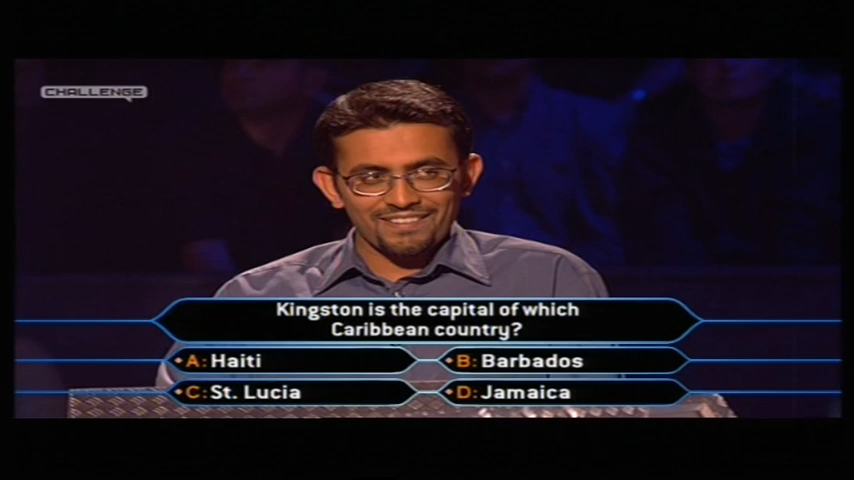 CHALLENGE
Kingston is the capital of which
Caribbean country?
A: Haiti
B: Barbados
C: St. Lucia
D: Jamaica